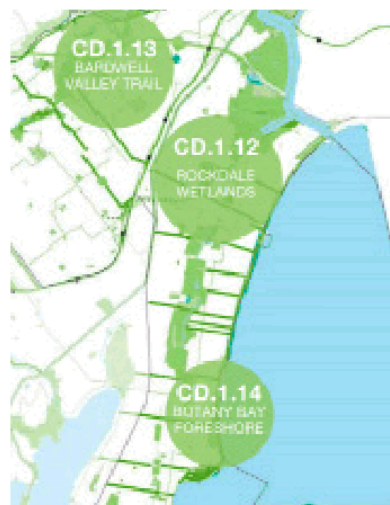 CD.1.13
BARDWELL
VALLEY TRAIL
CD.1.12
ROCKDALE
WETLANDS
CD.1.14
BOTANY BAY
FORESHORE